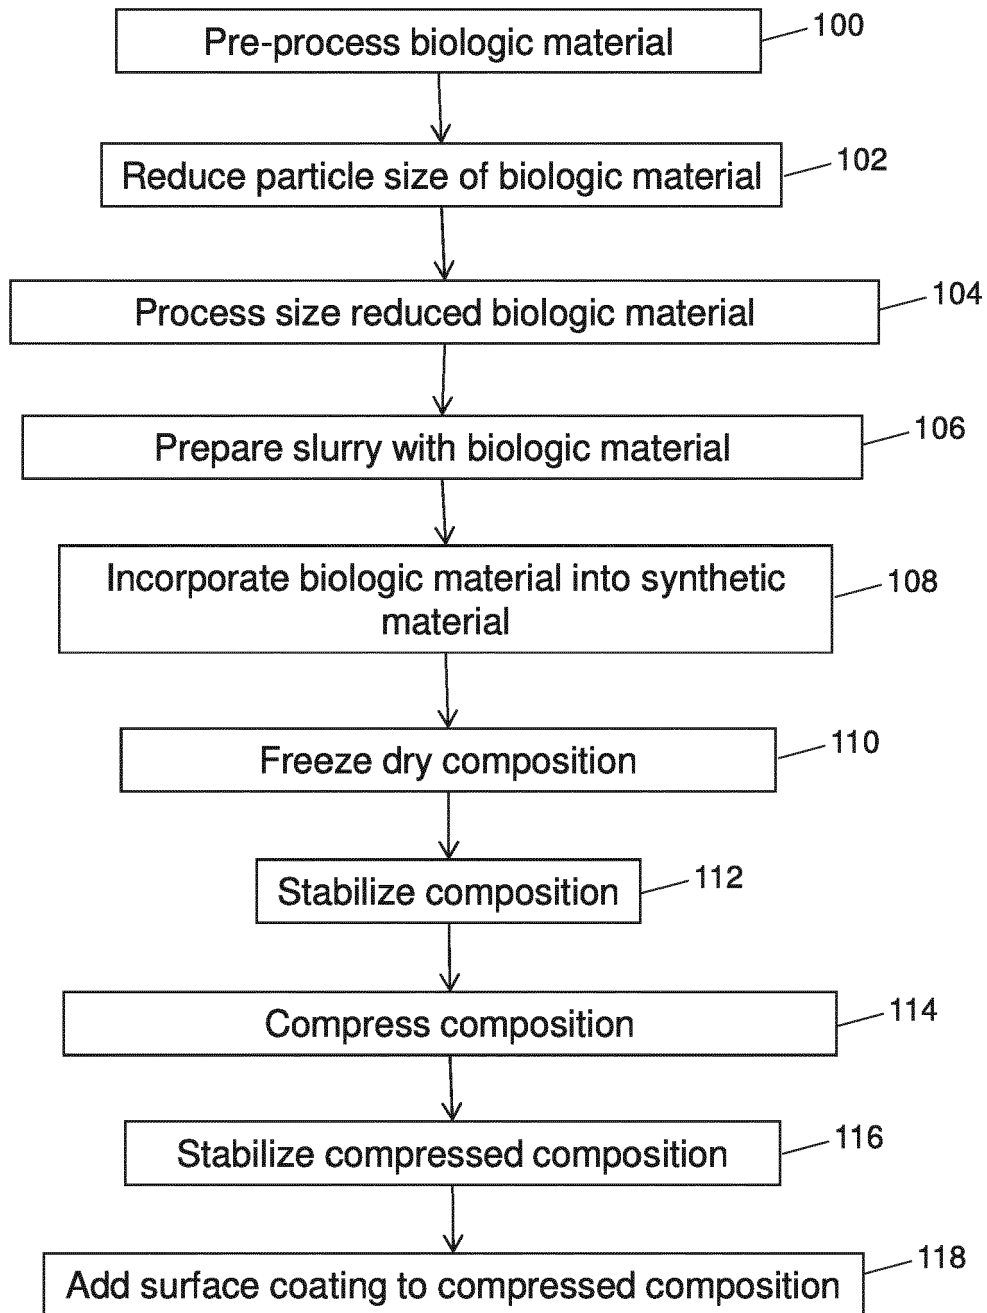 Pre-process biologic material
100
Reduce particle size of biologic material
102
Process size reduced biologic material
104
Prepare slurry with biologic material
106
Incorporate biologic material into synthetic
material
108
Freeze dry composition
110
Stabilize composition
112
Compress composition
114
Stabilize compressed composition
116
Add surface coating to compressed composition
118